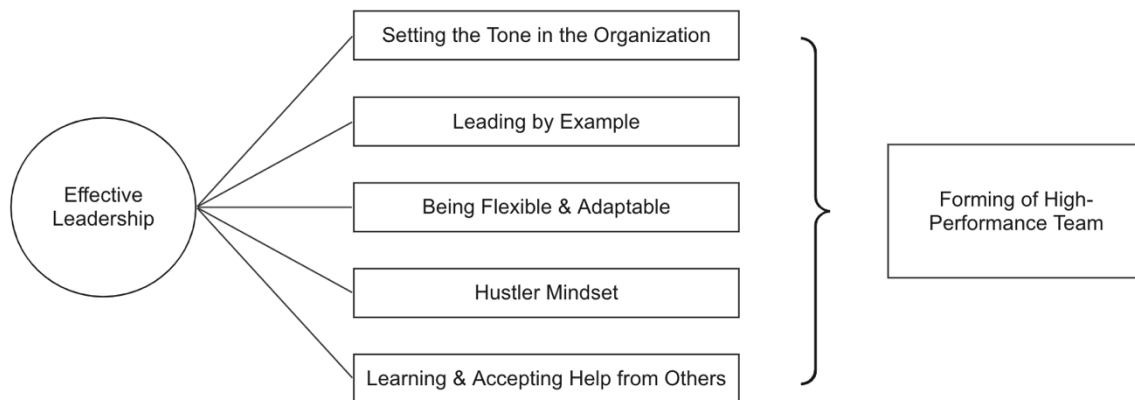 Setting the Tone in the Organization
Leading by Example
Effective
Leadership
Being Flexible & Adaptable
Forming of High-
Performance Team
Hustler Mindset
Learning & Accepting Help from Others